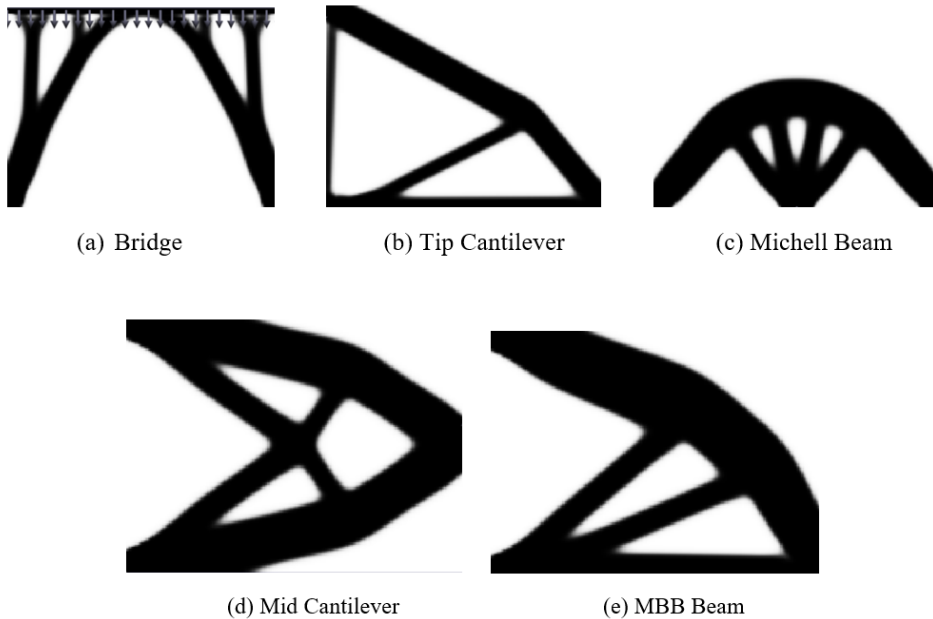 (a) Bridge
(b) Tip Cantilever
(c) Michell Beam
(d) Mid Cantilever
(e) MBB Beam